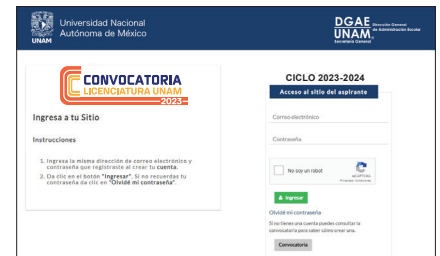 Universidad Nacional
Autónoma de México
UNAM
DGAE
UNAM
Dirección General
de Administración Escolar
Secretaría General
CONVOCATORIA
LICENCIATURA UNAM
2023
Ingresa a tu Sitio
Instrucciones
1. Ingresa la misma dirección de correo electrónico y
contraseña que registraste al crear tu cuenta.
2. Da clic en el botón "Ingresar". Si no recuerdas tu
contraseña da clic en "Olvidé mi contraseña".
CICLO 2023-2024
Acceso al sitio del aspirante
Correo electrónico
Contraseña
No soy un robot
reCAPTCHA
Ingresar
Olvidé mi contraseña
Si no tienes una cuenta puedes consultar la
convocatoria para saber cómo crear una.
Convocatoria